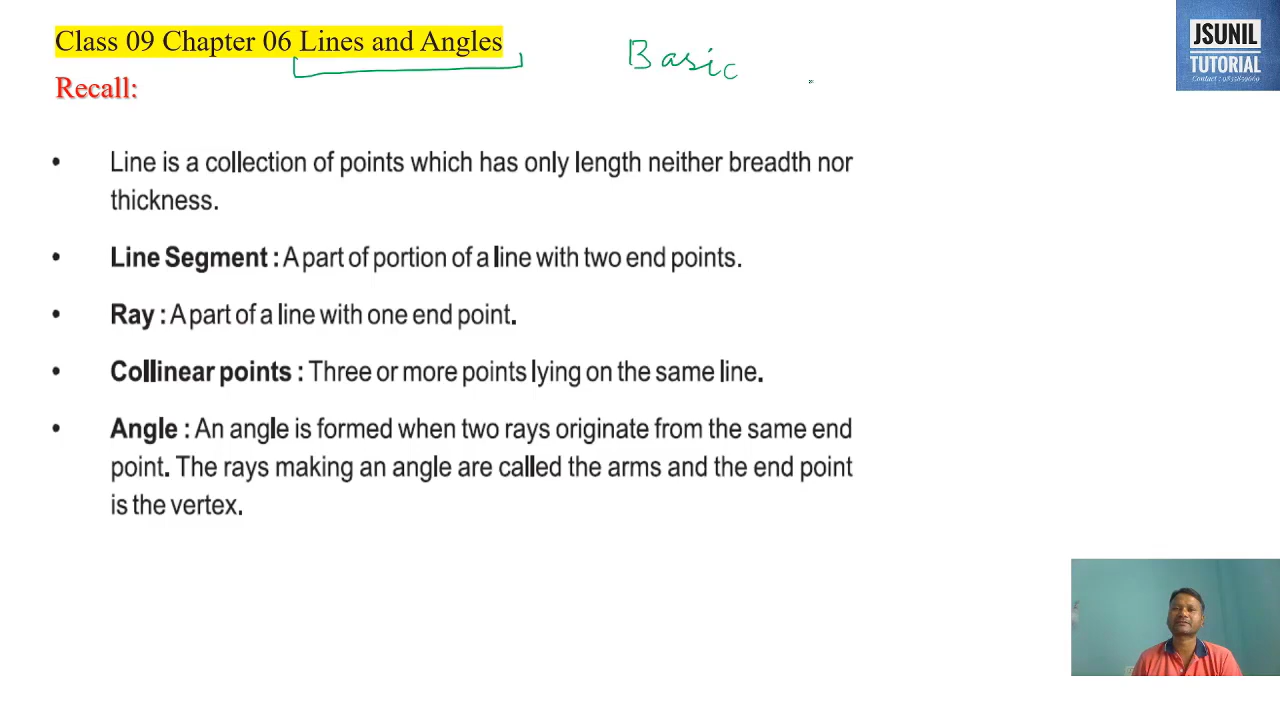 Class 09 Chapter 06 Lines and Angles
Basic
JSUNIL
TUTORIAL
Recall:
• Line is a collection of points which has only length neither breadth nor
thickness.
• Line Segment : A part of portion of a line with two end points.
• Ray : A part of a line with one end point.
• Collinear points : Three or more points lying on the same line.
• Angle : An angle is formed when two rays originate from the same end
point. The rays making an angle are called the arms and the end point
is the vertex.